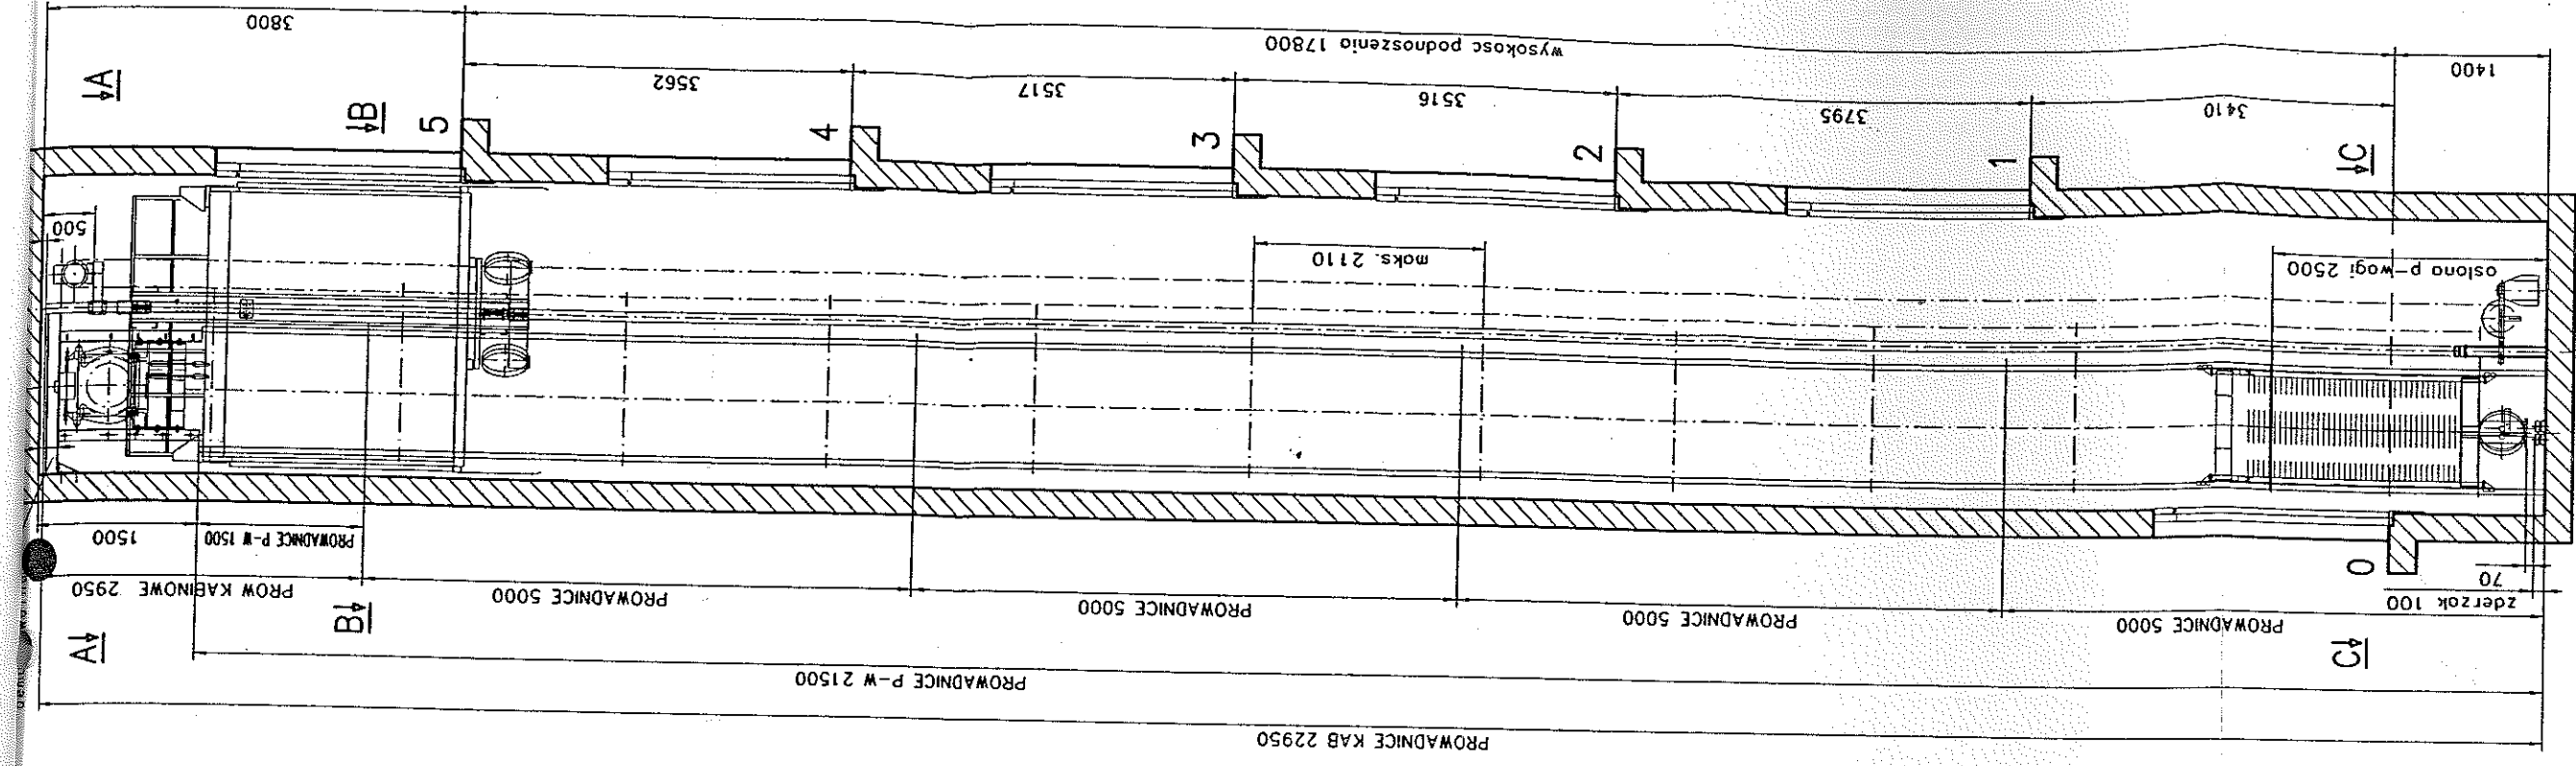 3800
wysokosc podnoszenia 17800
1400
3562
3517
3516
3795
3410
A
B
C
5
4
3
2
1
0
500
maks. 2110
oslona p-wogi 2500
1500
PROWADNICE P-W 1500
PROW KABINOWE 2950
PROWADNICE 5000
PROWADNICE 5000
PROWADNICE 5000
PROWADNICE 5000
70
zderzak 100
A
B
C
PROWADNICE P-W 21500
PROWADNICE KAB 22950